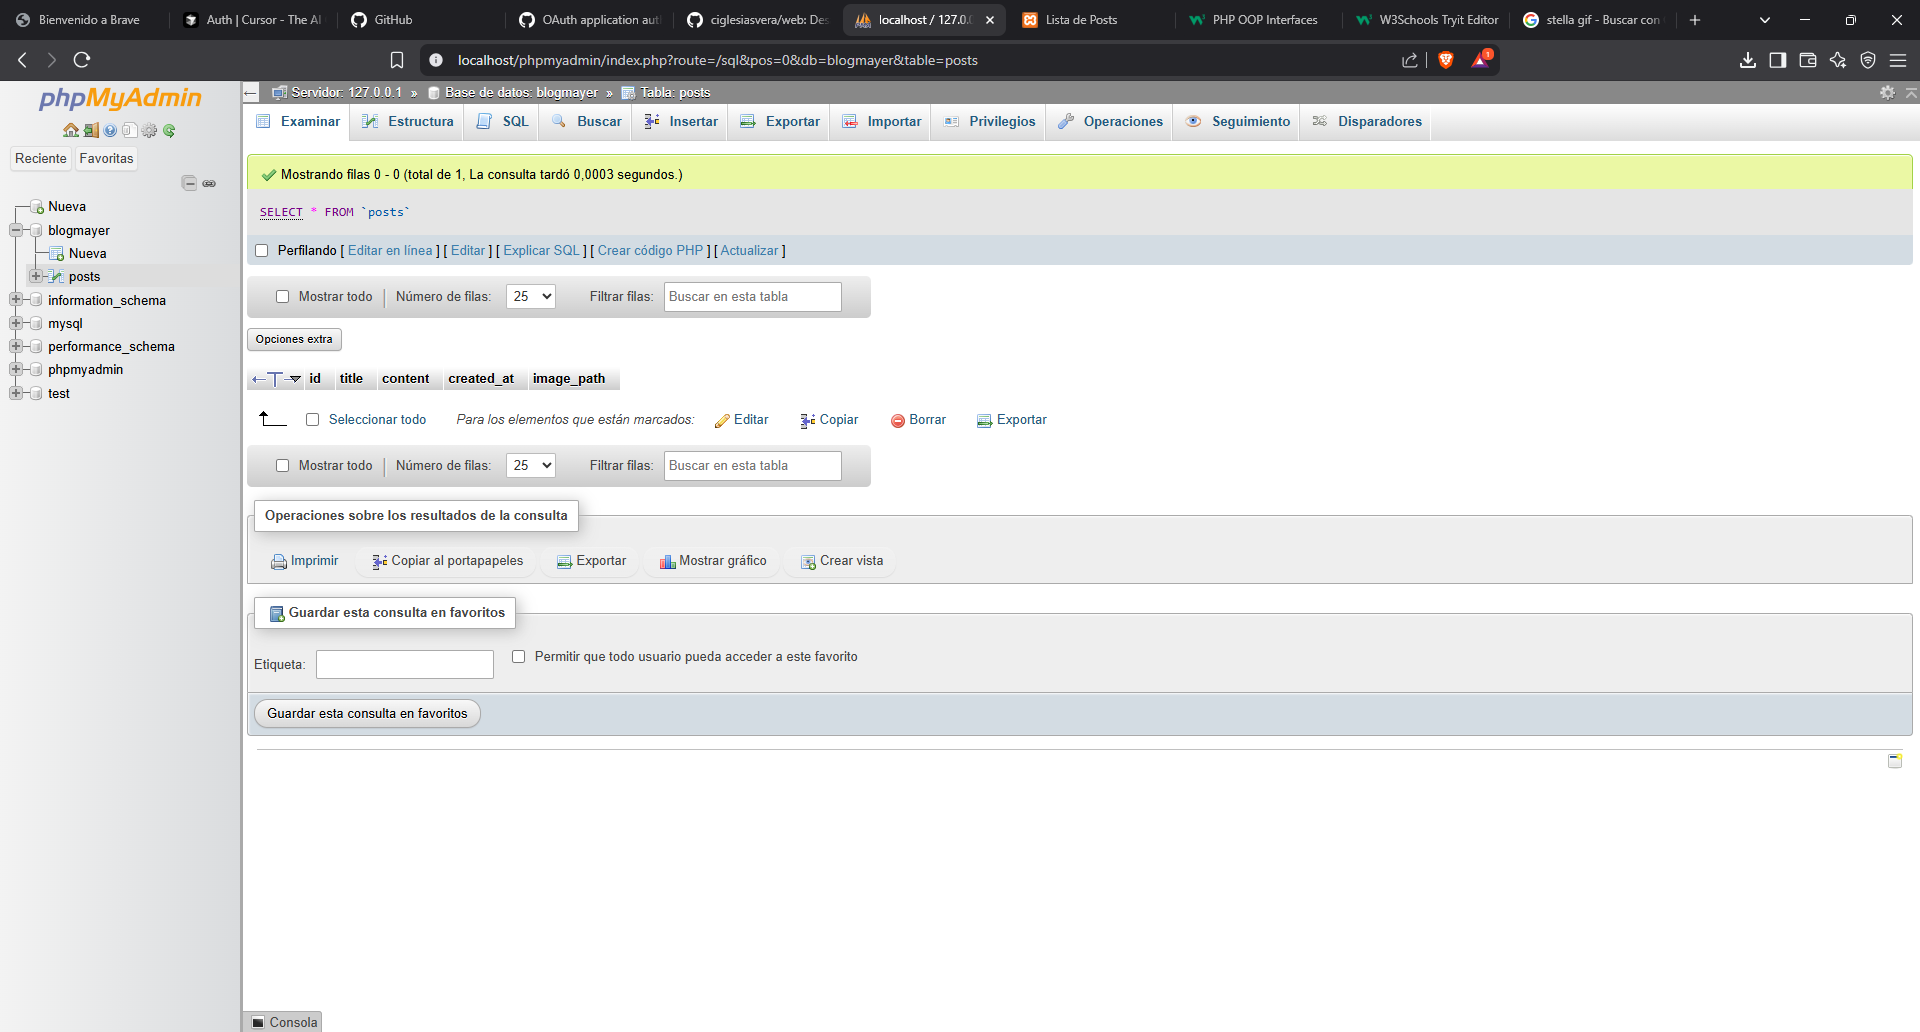 Bienvenido a Brave
Auth | Cursor - The AI
GitHub
OAuth application aut
ciglesiasvera/web: Des
localhost / 127.0.
Lista de Posts
PHP OOP Interfaces
W3Schools Tryit Editor
stella gif - Buscar con
localhost/phpmyadmin/index.php?route=/sql&pos=0&db=blogmayer&table=posts
1
phpMyAdmin
Reciente
Favoritas
Nueva
blogmayer
Nueva
posts
information_schema
mysql
performance_schema
phpmyadmin
test
Servidor: 127.0.0.1 » Base de datos: blogmayer » Tabla: posts
Examinar
Estructura
SQL
Buscar
Insertar
Exportar
Importar
Privilegios
Operaciones
Seguimiento
Disparadores
Mostrando filas 0 - 0 (total de 1, La consulta tardó 0,0003 segundos.)
SELECT * FROM `posts`
Perfilando [ Editar en línea ] [ Editar ] [ Explicar SQL ] [ Crear código PHP ] [ Actualizar ]
Mostrar todo | Número de filas: 25 Filtrar filas: Buscar en esta tabla
Opciones extra
←T→ id title content created_at image_path
Seleccionar todo Para los elementos que están marcados: Editar Copiar Borrar Exportar
Mostrar todo | Número de filas: 25 Filtrar filas: Buscar en esta tabla
Operaciones sobre los resultados de la consulta
Imprimir Copiar al portapapeles Exportar Mostrar gráfico Crear vista
Guardar esta consulta en favoritos
Etiqueta: Permitir que todo usuario pueda acceder a este favorito
Guardar esta consulta en favoritos
Consola